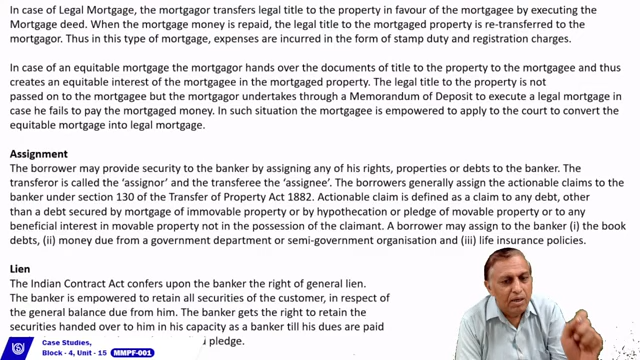 In case of Legal Mortgage, the mortgagor transfers legal title to the property in favour of the mortgagee by executing the
Mortgage deed. When the mortgage money is repaid, the legal title to the mortgaged property is re-transferred to the
mortgagor. Thus in this type of mortgage, expenses are incurred in the form of stamp duty and registration charges.
In case of an equitable mortgage the mortgagor hands over the documents of title to the property to the mortgagee and thus
creates an equitable interest of the mortgagee in the mortgaged property. The legal title to the property is not
passed on to the mortgagee but the mortgagor undertakes through a Memorandum of Deposit to execute a legal mortgage in
case he fails to pay the mortgaged money. In such situation the mortgagee is empowered to apply to the court to convert the
equitable mortgage into legal mortgage.
Assignment
The borrower may provide security to the banker by assigning any of his rights, properties or debts to the banker. The
transferor is called the ‘assignor’ and the transferee the ‘assignee’. The borrowers generally assign the actionable claims to the
banker under section 130 of the Transfer of Property Act 1882. Actionable claim is defined as a claim to any debt, other
than a debt secured by mortgage of immovable property or by hypothecation or pledge of movable property or to any
beneficial interest in movable property not in the possession of the claimant. A borrower may assign to the banker (i) the book
debts, (ii) money due from a government department or semi-government organisation and (iii) life insurance policies.
Lien
The Indian Contract Act confers upon the banker the right of general lien.
The banker is empowered to retain all securities of the customer, in respect of
the general balance due from him. The banker gets the right to retain the
securities handed over to him in his capacity as a banker till his dues are paid
pledge.
Case Studies,
Block - 4, Unit - 15 MMPF-001